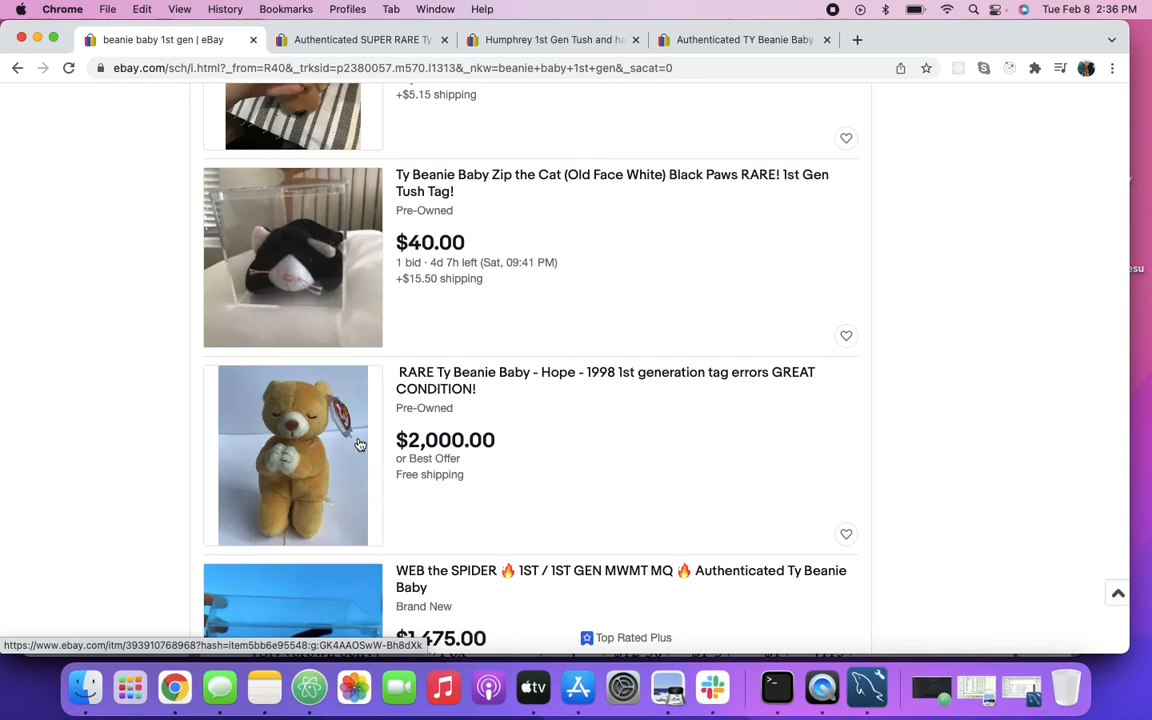 Chrome File Edit View History Bookmarks Profiles Tab Window Help Tue Feb 8 2:36 PM
beanie baby 1st gen | eBay Authenticated SUPER RARE Ty Humphrey 1st Gen Tush and ha Authenticated TY Beanie Baby
ebay.com/sch/i.html?_from=R40&_trksid=p2380057.m570.l1313&_nkw=beanie+baby+1st+gen&_sacat=0
+$5.15 shipping
Ty Beanie Baby Zip the Cat (Old Face White) Black Paws RARE! 1st Gen
Tush Tag!
Pre-Owned
$40.00
1 bid · 4d 7h left (Sat, 09:41 PM)
+$15.50 shipping
RARE Ty Beanie Baby - Hope - 1998 1st generation tag errors GREAT
CONDITION!
Pre-Owned
$2,000.00
or Best Offer
Free shipping
WEB the SPIDER 🔥 1ST / 1ST GEN MWMT MQ 🔥 Authenticated Ty Beanie
Baby
Brand New
$1,475.00
Top Rated Plus
esu
https://www.ebay.com/itm/393910768968?hash=item5bb6e95548:g:GK4AAOSwW-Bh8dXk
tv